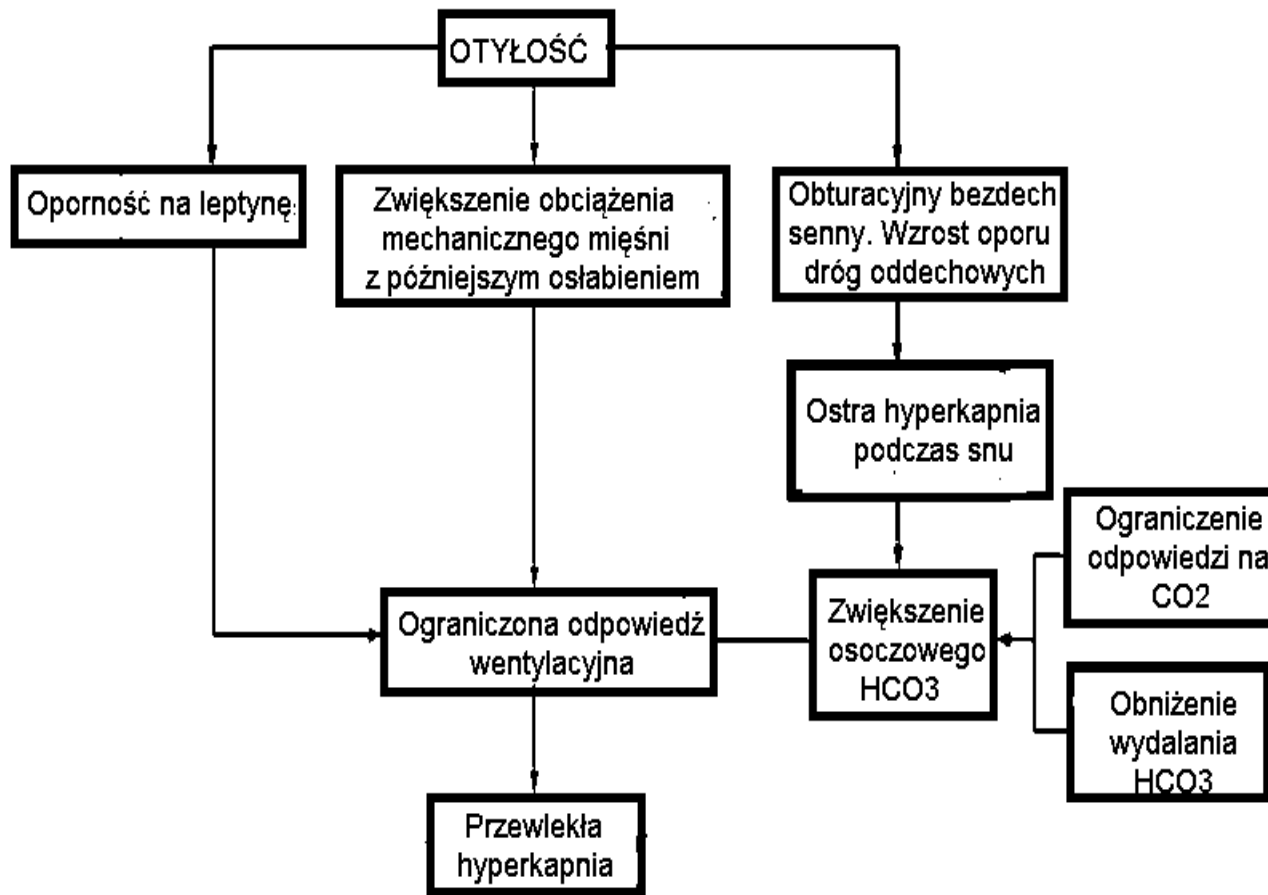 OTYŁOŚĆ
Oporność na leptynę
Zwiększenie obciążenia
mechanicznego mięśni
z późniejszym osłabieniem
Obturacyjny bezdech
senny. Wzrost oporu
dróg oddechowych
Ostra hyperkapnia
podczas snu
Ograniczenie
odpowiedzi na
CO2
Ograniczona odpowiedź
wentylacyjna
Zwiększenie
osoczowego
HCO3
Obniżenie
wydalania
HCO3
Przewlekła
hyperkapnia